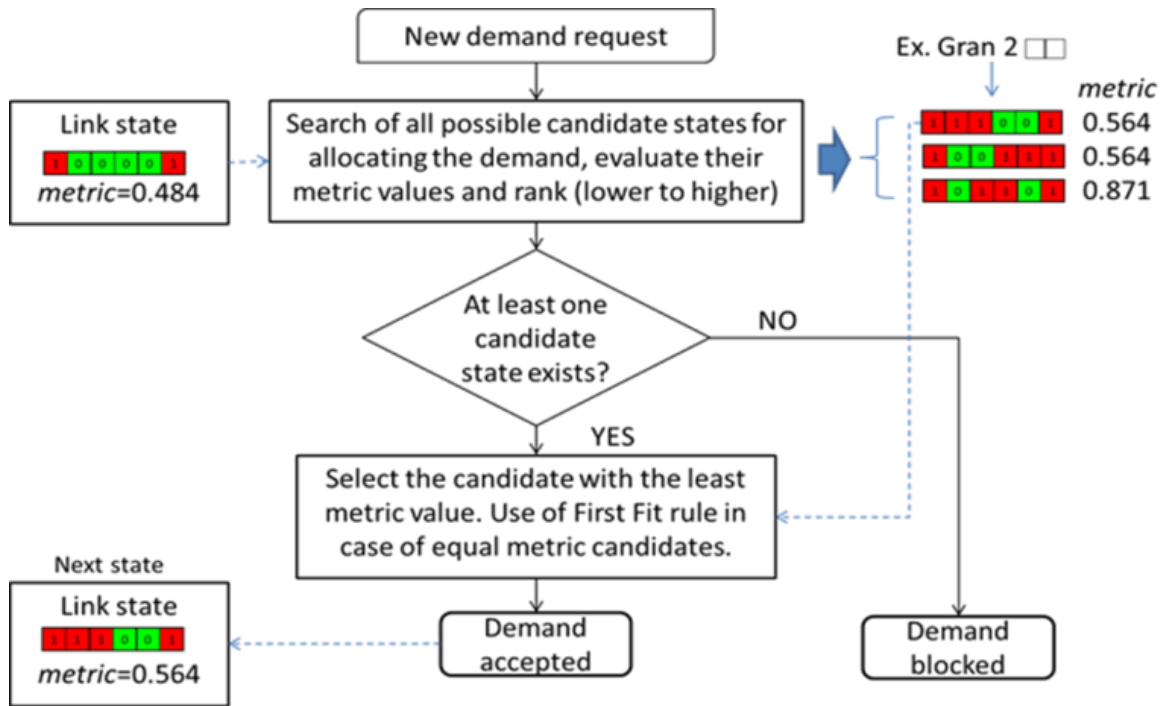 New demand request
Ex. Gran 2
metric
Link state
1 0 0 0 0 1
metric=0.484
Search of all possible candidate states for
allocating the demand, evaluate their
metric values and rank (lower to higher)
1 1 1 0 0 1 0.564
1 0 0 1 1 1 0.564
1 0 1 1 0 1 0.871
At least one
candidate
state exists?
NO
YES
Select the candidate with the least
metric value. Use of First Fit rule in
case of equal metric candidates.
Next state
Link state
1 1 1 0 0 1
metric=0.564
Demand
accepted
Demand
blocked